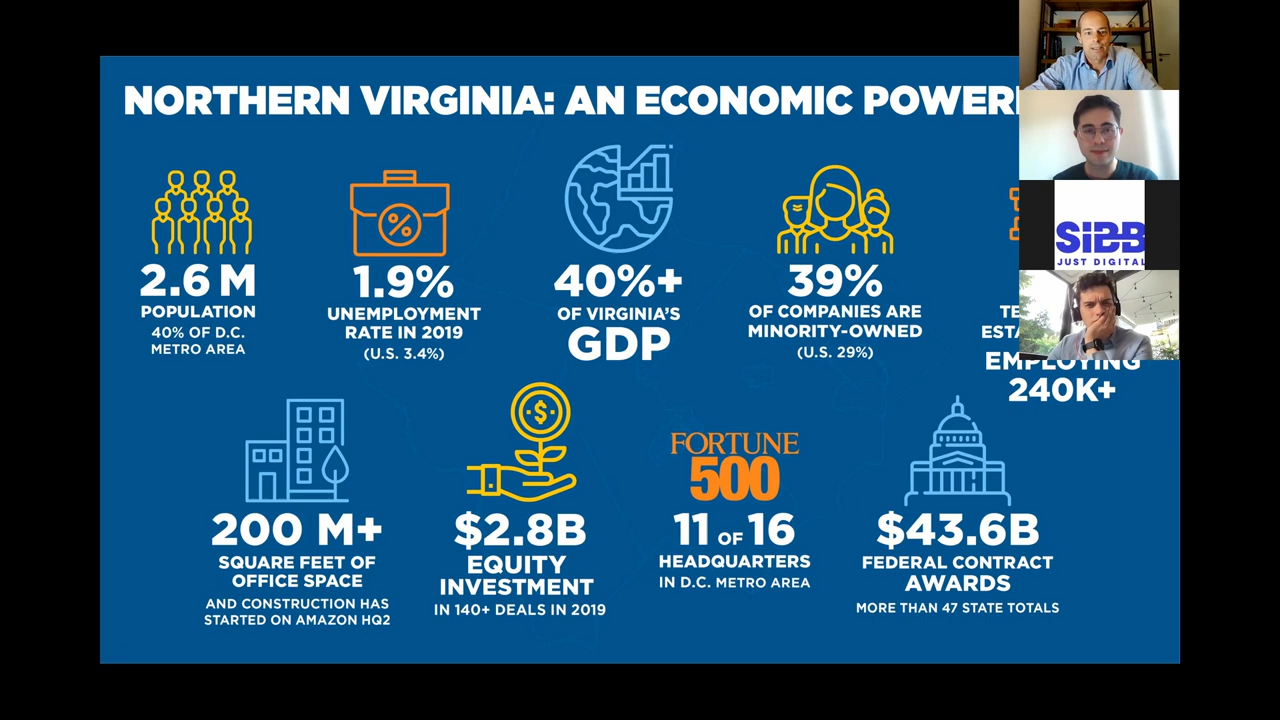 NORTHERN VIRGINIA: AN ECONOMIC
2.6 M
POPULATION
40% OF D.C.
METRO AREA
%
1.9%
UNEMPLOYMENT
RATE IN 2019
(U.S. 3.4%)
40%+
OF VIRGINIA'S
GDP
39%
OF COMPANIES ARE
MINORITY-OWNED
(U.S. 29%)
EMPLOYING
240K+
SiBB
JUST DIGITAL
200 M+
SQUARE FEET OF
OFFICE SPACE
AND CONSTRUCTION HAS
STARTED ON AMAZON HQ2
$
$2.8B
EQUITY
INVESTMENT
IN 140+ DEALS IN 2019
FORTUNE
500
11 OF 16
HEADQUARTERS
IN D.C. METRO AREA
$43.6B
FEDERAL CONTRACT
AWARDS
MORE THAN 47 STATE TOTALS